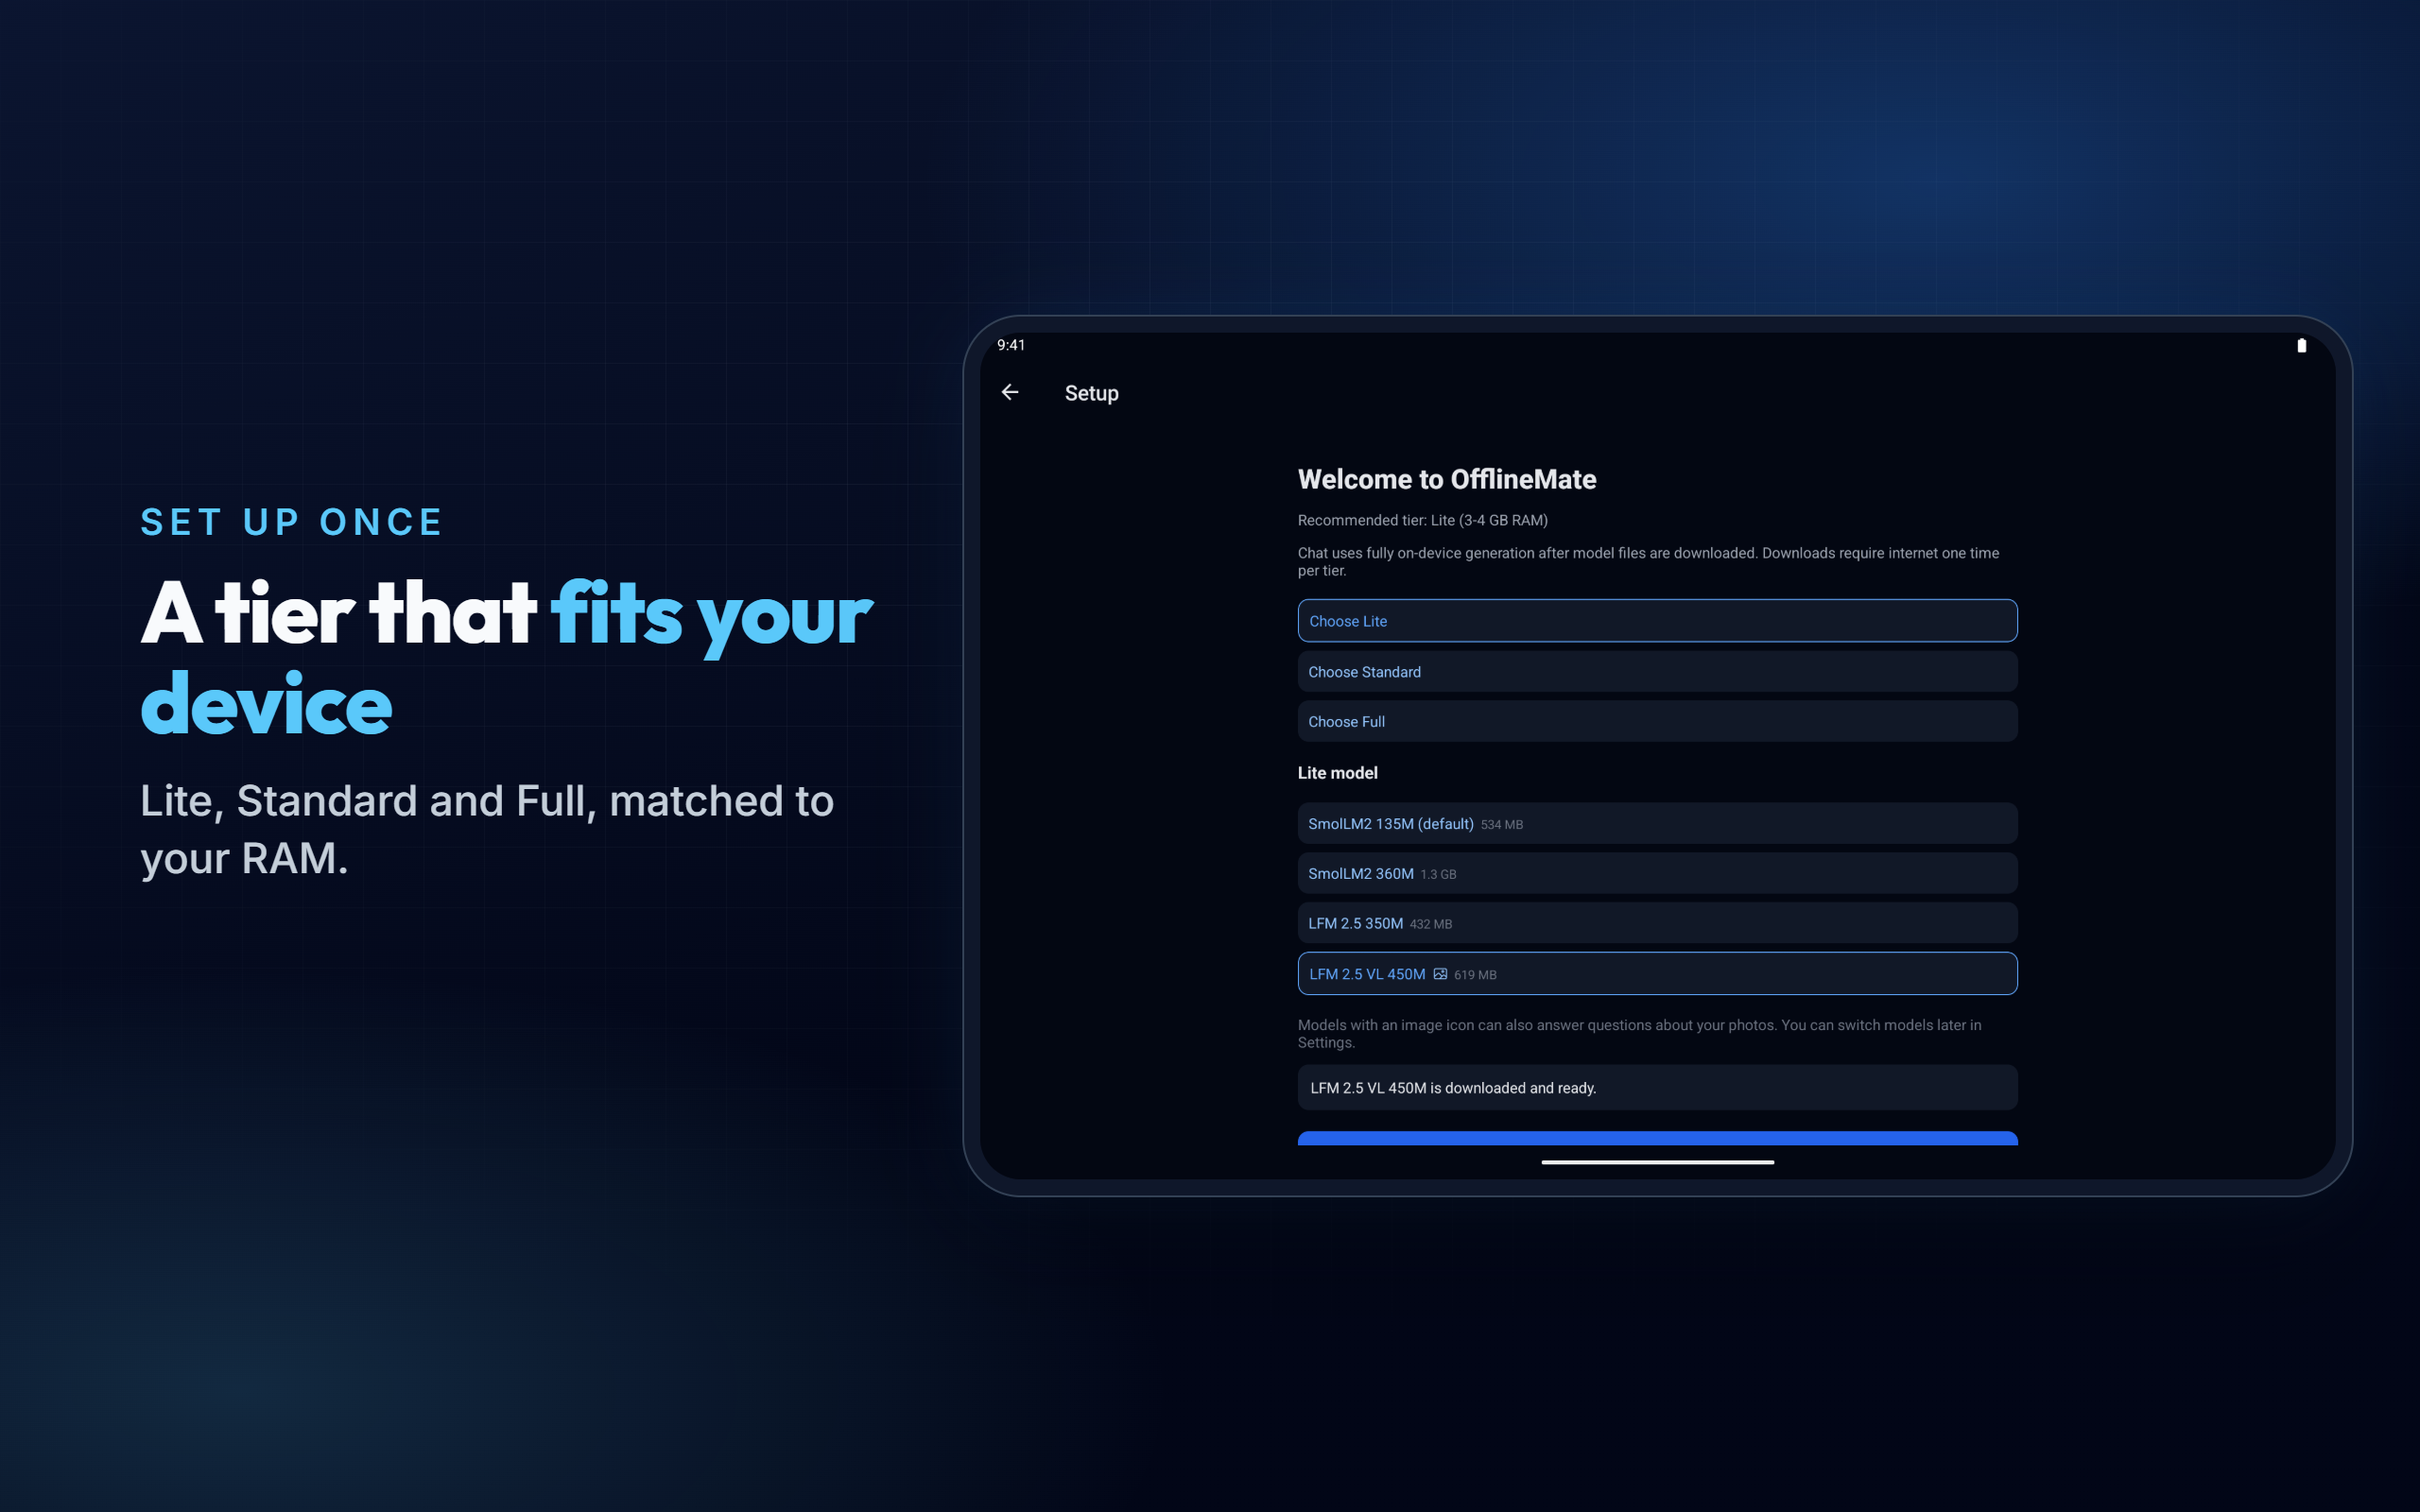 SET UP ONCE
A tier that fits your
device
Lite, Standard and Full, matched to
your RAM.
9:41
Setup
Welcome to OfflineMate
Recommended tier: Lite (3-4 GB RAM)
Chat uses fully on-device generation after model files are downloaded. Downloads require internet one time
per tier.
Choose Lite
Choose Standard
Choose Full
Lite model
SmolLM2 135M (default) 534 MB
SmolLM2 360M 1.3 GB
LFM 2.5 350M 432 MB
LFM 2.5 VL 450M 619 MB
Models with an image icon can also answer questions about your photos. You can switch models later in
Settings.
LFM 2.5 VL 450M is downloaded and ready.